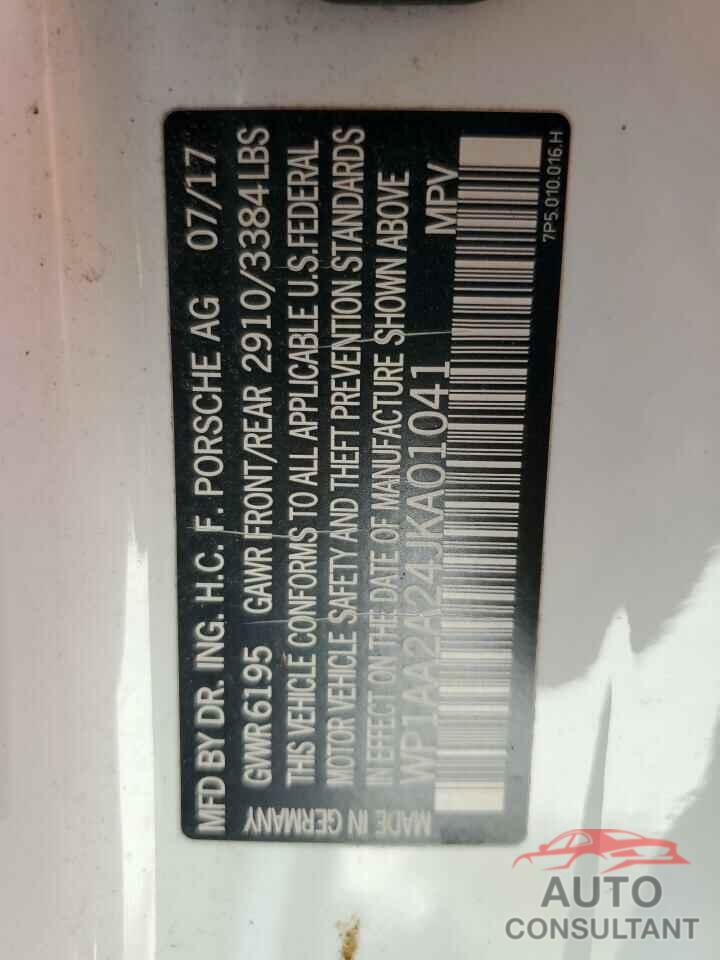 MFD BY DR. ING. H.C. F. PORSCHE AG 07/17
GVWR 6195 GAWR FRONT/REAR 2910/3384 LBS
THIS VEHICLE CONFORMS TO ALL APPLICABLE U.S.FEDERAL
MOTOR VEHICLE SAFETY AND THEFT PREVENTION STANDARDS
IN EFFECT ON THE DATE OF MANUFACTURE SHOWN ABOVE
MADE IN GERMANY WP1AA2A24JKA01041 MPV
7P5.010.016.H
AUTO
CONSULTANT